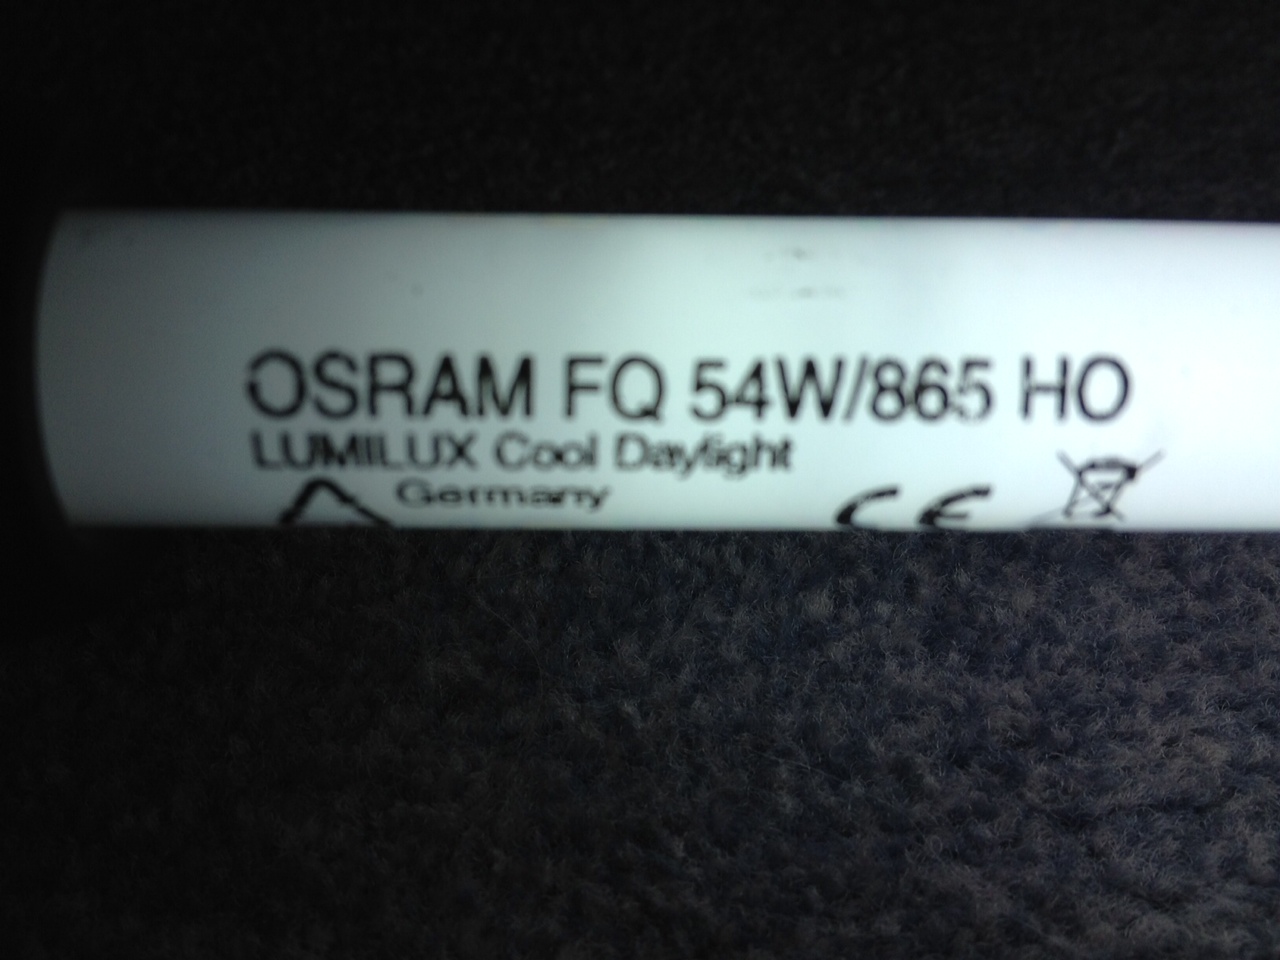 OSRAM FQ 54W/865 HO
LUMILUX Cool Daylight
Germany CE